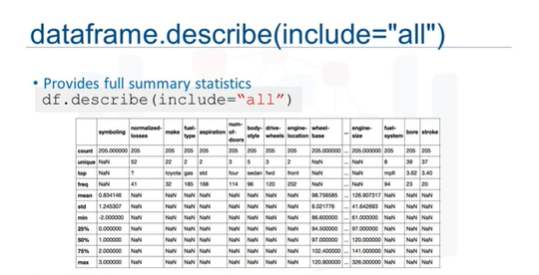 dataframe.describe(include="all")
• Provides full summary statistics
df.describe(include=“all”)
symboling normalized-losses make fuel-type aspiration num-of-doors body-style drive-wheels engine-location wheel-base ... engine-size fuel-system bore stroke
count 205.000000 205 205 205 205 205 205 205 205 205.000000 ... 205.000000 205 205 205
unique NaN 52 22 2 2 3 5 3 2 NaN ... NaN 8 39 37
top NaN ? toyota gas std four sedan fwd front NaN ... NaN mpfi 3.62 3.40
freq NaN 41 32 185 168 114 96 120 202 NaN ... NaN 94 23 20
mean 0.834146 NaN NaN NaN NaN NaN NaN NaN NaN 98.756585 ... 126.907317 NaN NaN NaN
std 1.245307 NaN NaN NaN NaN NaN NaN NaN NaN 6.021776 ... 41.642693 NaN NaN NaN
min -2.000000 NaN NaN NaN NaN NaN NaN NaN NaN 86.600000 ... 61.000000 NaN NaN NaN
25% 0.000000 NaN NaN NaN NaN NaN NaN NaN NaN 94.500000 ... 97.000000 NaN NaN NaN
50% 1.000000 NaN NaN NaN NaN NaN NaN NaN NaN 97.000000 ... 120.000000 NaN NaN NaN
75% 2.000000 NaN NaN NaN NaN NaN NaN NaN NaN 102.400000 ... 141.000000 NaN NaN NaN
max 3.000000 NaN NaN NaN NaN NaN NaN NaN NaN 120.900000 ... 326.000000 NaN NaN NaN